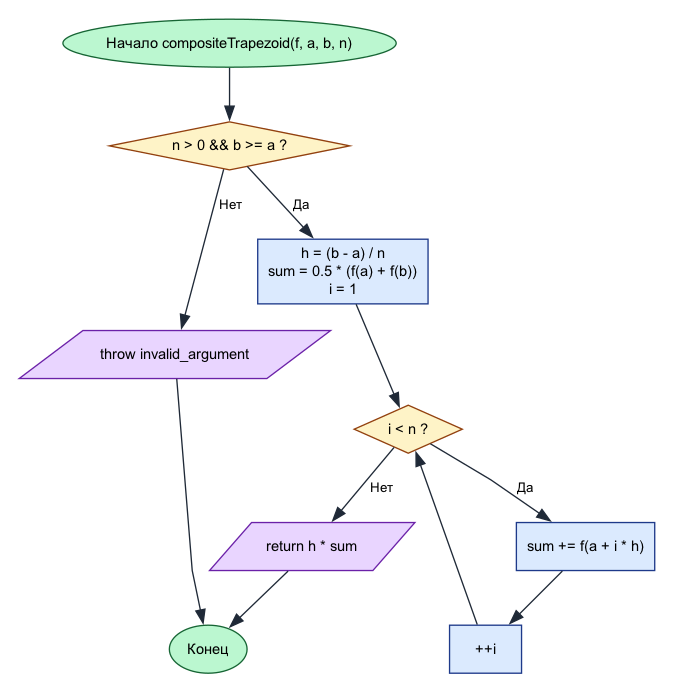 Начало compositeTrapezoid(f, a, b, n)
n > 0 && b >= a ?
Нет
Да
h = (b - a) / n
sum = 0.5 * (f(a) + f(b))
i = 1
throw invalid_argument
i < n ?
Нет
Да
return h * sum
sum += f(a + i * h)
Конец
++i